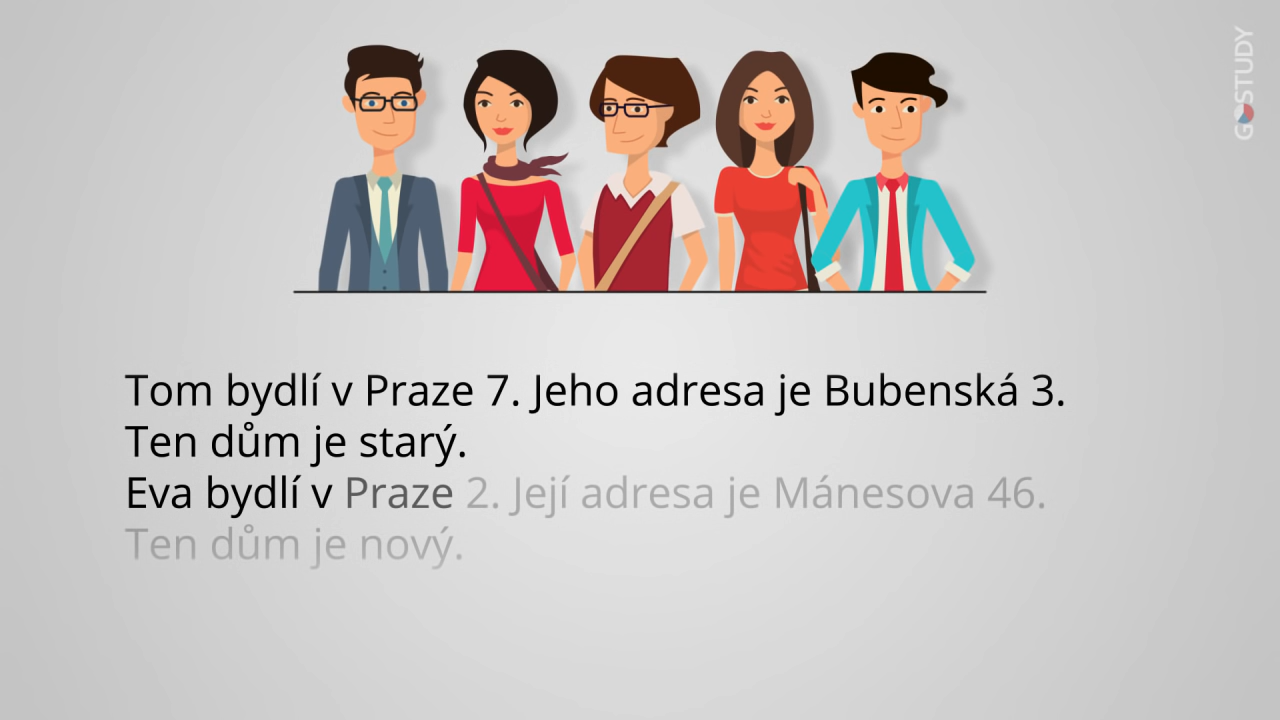 GOSTUDY
Tom bydlí v Praze 7. Jeho adresa je Bubenská 3.
Ten dům je starý.
Eva bydlí v Praze 2. Její adresa je Mánesova 46.
Ten dům je nový.